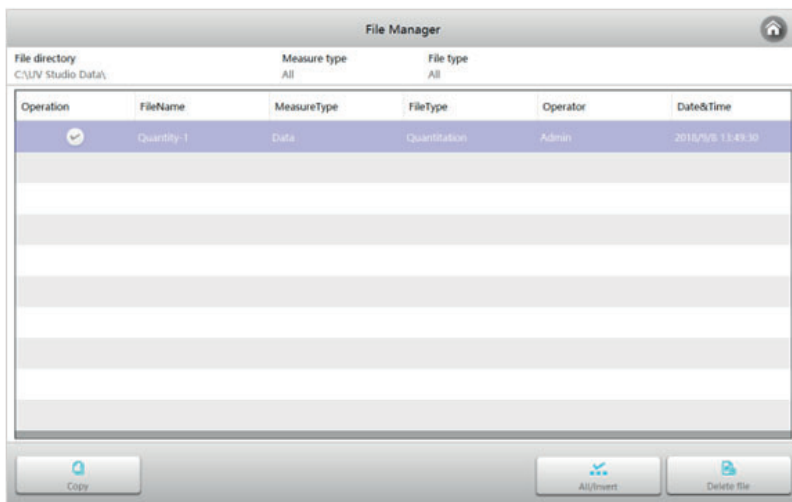 File Manager
File directory Measure type File type
C:\UV Studio Data\ All All
Operation FileName MeasureType FileType Operator Date&Time
Quantity-1 Data Quantitation Admin 2018/9/8 13:49:30
Copy All/Invert Delete file